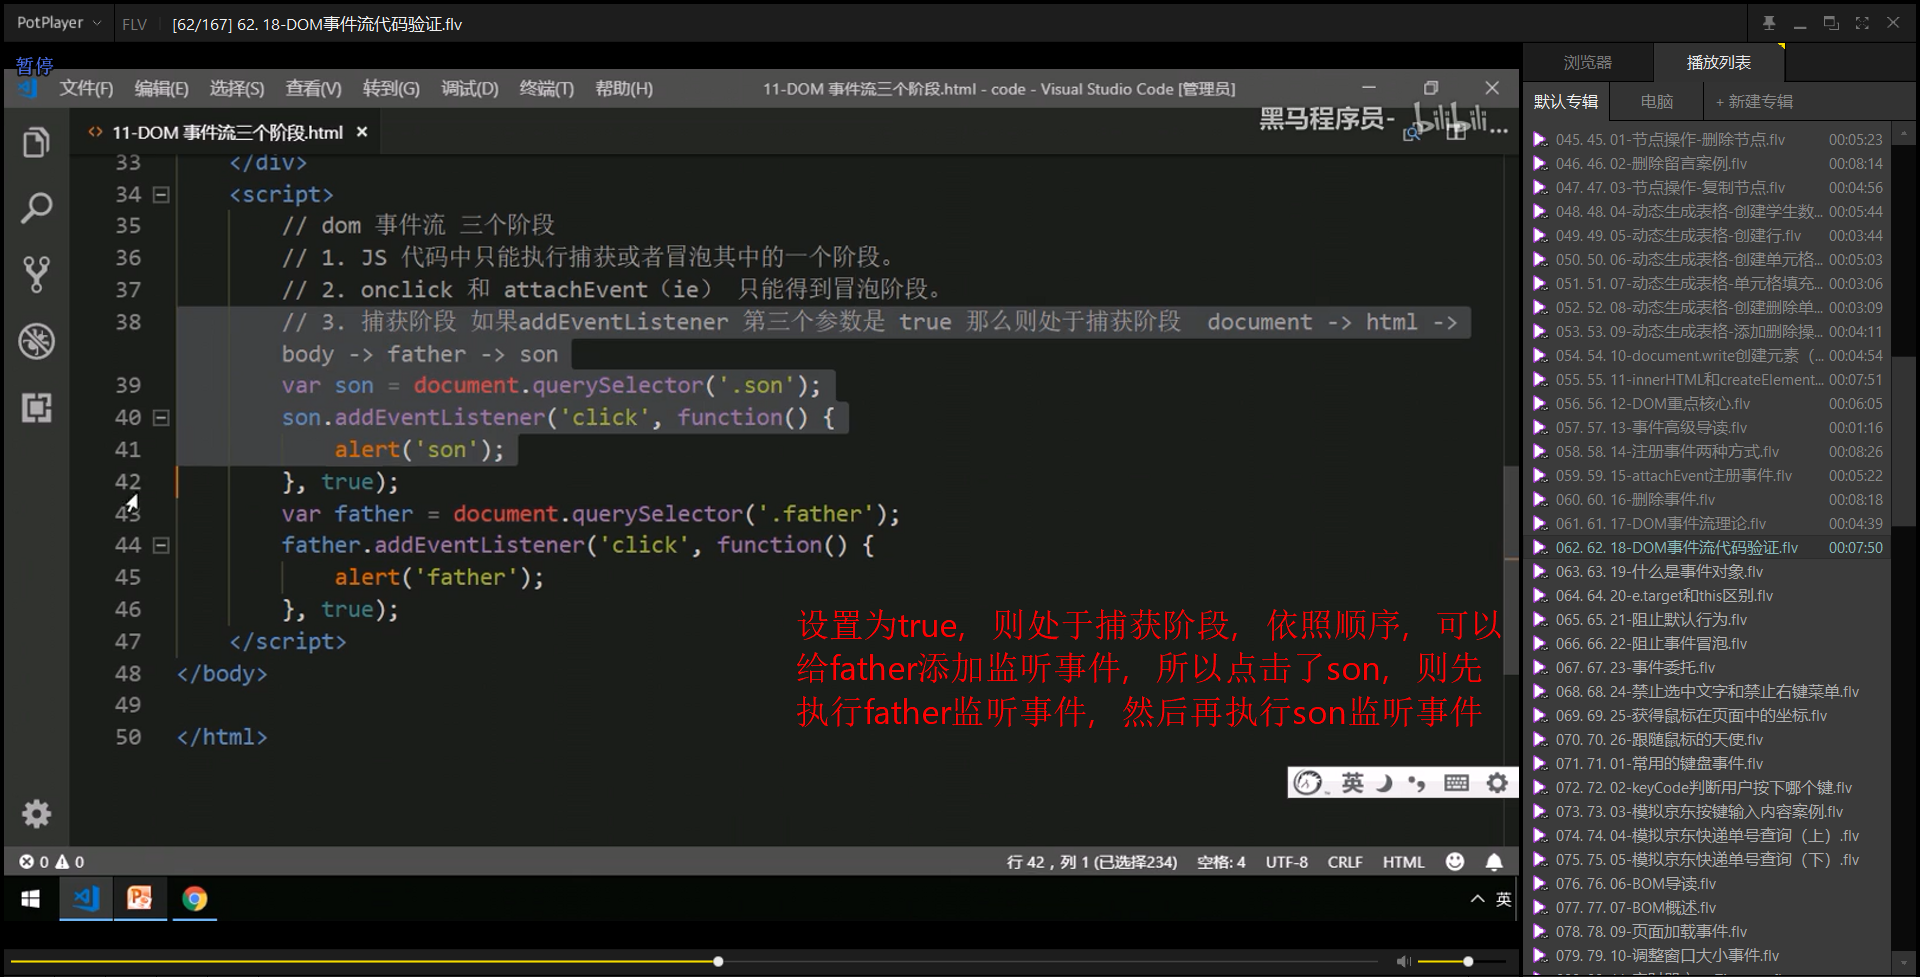 PotPlayer FLV [62/167] 62. 18-DOM事件流代码验证.flv
暂停
文件(F) 编辑(E) 选择(S) 查看(V) 转到(G) 调试(D) 终端(T) 帮助(H) 11-DOM 事件流三个阶段.html - code - Visual Studio Code [管理员]
11-DOM 事件流三个阶段.html
黑马程序员- bilibili
33 </div>
34 <script>
35 // dom 事件流 三个阶段
36 // 1. JS 代码中只能执行捕获或者冒泡其中的一个阶段。
37 // 2. onclick 和 attachEvent（ie） 只能得到冒泡阶段。
38 // 3. 捕获阶段 如果addEventListener 第三个参数是 true 那么则处于捕获阶段 document -> html ->
body -> father -> son
39 var son = document.querySelector('.son');
40 son.addEventListener('click', function() {
41 alert('son');
42 }, true);
43 var father = document.querySelector('.father');
44 father.addEventListener('click', function() {
45 alert('father');
46 }, true);
47 </script>
48 </body>
49
50 </html>
设置为true，则处于捕获阶段，依照顺序，可以
给father添加监听事件，所以点击了son，则先
执行father监听事件，然后再执行son监听事件
英
0 0 行 42，列 1 (已选择234) 空格: 4 UTF-8 CRLF HTML
英
浏览器 播放列表
默认专辑 电脑 + 新建专辑
045. 45. 01-节点操作-删除节点.flv 00:05:23
046. 46. 02-删除留言案例.flv 00:08:14
047. 47. 03-节点操作-复制节点.flv 00:04:56
048. 48. 04-动态生成表格-创建学生数... 00:05:44
049. 49. 05-动态生成表格-创建行.flv 00:03:44
050. 50. 06-动态生成表格-创建单元格... 00:05:03
051. 51. 07-动态生成表格-单元格填充... 00:03:06
052. 52. 08-动态生成表格-创建删除单... 00:03:09
053. 53. 09-动态生成表格-添加删除操... 00:04:11
054. 54. 10-document.write创建元素（... 00:04:54
055. 55. 11-innerHTML和createElement... 00:07:51
056. 56. 12-DOM重点核心.flv 00:06:05
057. 57. 13-事件高级导读.flv 00:01:16
058. 58. 14-注册事件两种方式.flv 00:08:26
059. 59. 15-attachEvent注册事件.flv 00:05:22
060. 60. 16-删除事件.flv 00:08:18
061. 61. 17-DOM事件流理论.flv 00:04:39
062. 62. 18-DOM事件流代码验证.flv 00:07:50
063. 63. 19-什么是事件对象.flv
064. 64. 20-e.target和this区别.flv
065. 65. 21-阻止默认行为.flv
066. 66. 22-阻止事件冒泡.flv
067. 67. 23-事件委托.flv
068. 68. 24-禁止选中文字和禁止右键菜单.flv
069. 69. 25-获得鼠标在页面中的坐标.flv
070. 70. 26-跟随鼠标的天使.flv
071. 71. 01-常用的键盘事件.flv
072. 72. 02-keyCode判断用户按下哪个键.flv
073. 73. 03-模拟京东按键输入内容案例.flv
074. 74. 04-模拟京东快递单号查询（上）.flv
075. 75. 05-模拟京东快递单号查询（下）.flv
076. 76. 06-BOM导读.flv
077. 77. 07-BOM概述.flv
078. 78. 09-页面加载事件.flv
079. 79. 10-调整窗口大小事件.flv